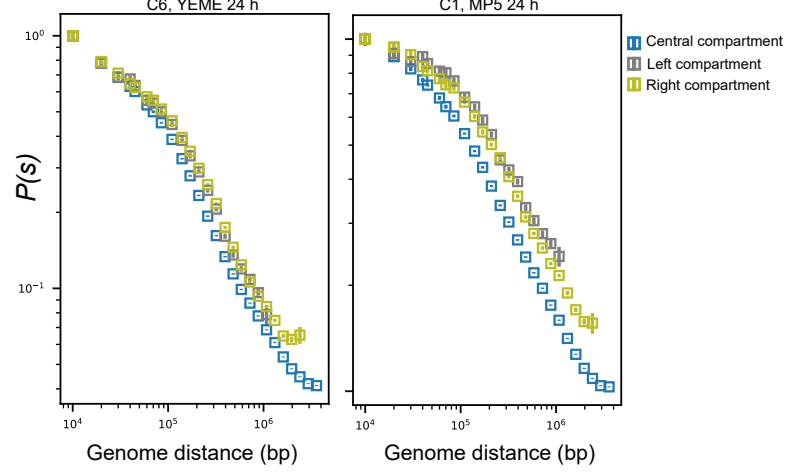 C6, YEME 24 h
C1, MP5 24 h
Central compartment
Left compartment
Right compartment
P(s)
10⁰
10⁻¹
10⁴
10⁵
10⁶
10⁴
10⁵
10⁶
Genome distance (bp)
Genome distance (bp)